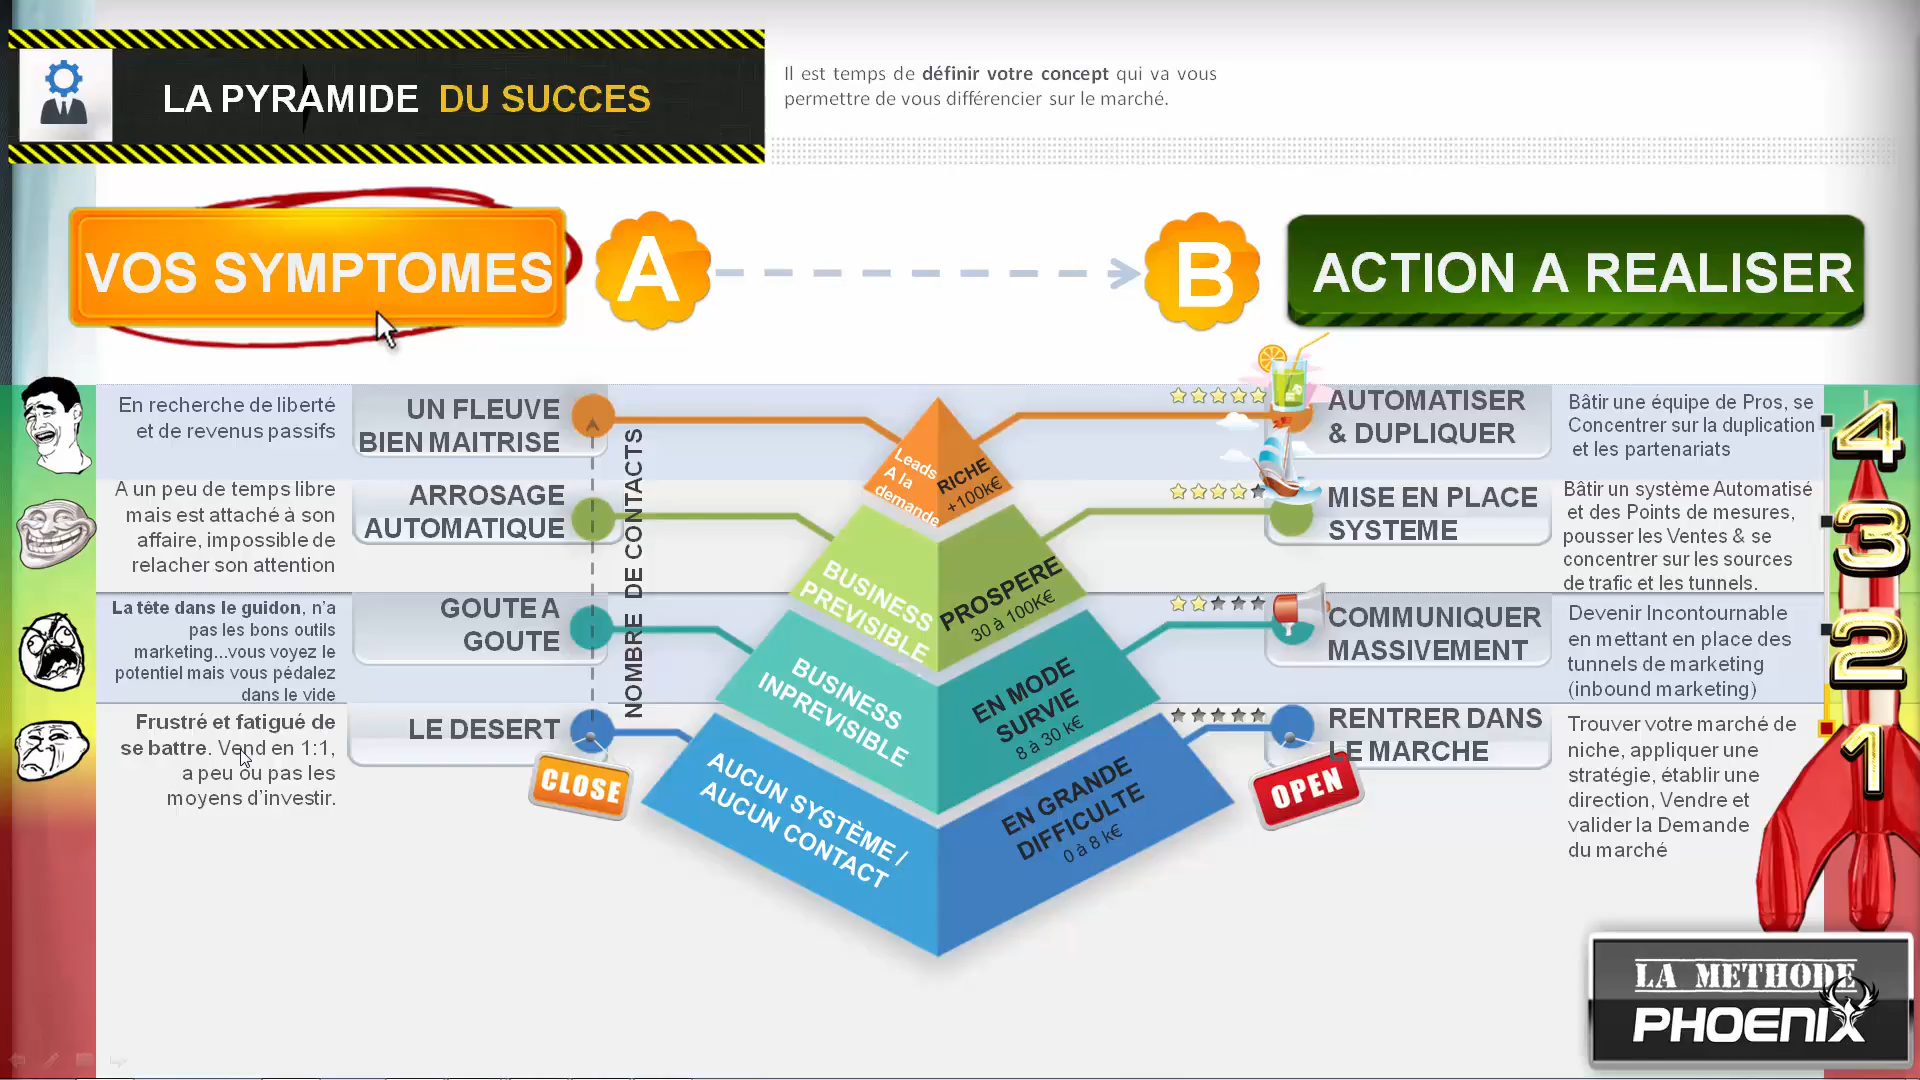 LA PYRAMIDE DU SUCCES
Il est temps de définir votre concept qui va vous
permettre de vous différencier sur le marché.
VOS SYMPTOMES
A
B
ACTION A REALISER
En recherche de liberté
et de revenus passifs
UN FLEUVE
BIEN MAITRISE
A un peu de temps libre
mais est attaché à son
affaire, impossible de
relacher son attention
ARROSAGE
AUTOMATIQUE
La tête dans le guidon, n’a
pas les bons outils
marketing...vous voyez le
potentiel mais vous pédalez
dans le vide
GOUTE A
GOUTE
Frustré et fatigué de
se battre. Vend en 1:1,
a peu ou pas les
moyens d’investir.
LE DESERT
CLOSE
NOMBRE DE CONTACTS
Leads
A la
demande
RICHE
+100k€
BUSINESS
PREVISIBLE
PROSPERE
30 à 100K€
BUSINESS
INPREVISIBLE
EN MODE
SURVIE
8 à 30 k€
AUCUN SYSTÈME /
AUCUN CONTACT
EN GRANDE
DIFFICULTE
0 à 8 k€
AUTOMATISER
& DUPLIQUER
Bâtir une équipe de Pros, se
Concentrer sur la duplication
et les partenariats
4
MISE EN PLACE
SYSTEME
Bâtir un système Automatisé
et des Points de mesures,
pousser les Ventes & se
concentrer sur les sources
de trafic et les tunnels.
3
COMMUNIQUER
MASSIVEMENT
Devenir Incontournable
en mettant en place des
tunnels de marketing
(inbound marketing)
2
RENTRER DANS
LE MARCHE
OPEN
Trouver votre marché de
niche, appliquer une
stratégie, établir une
direction, Vendre et
valider la Demande
du marché
1
LA METHODE
PHOENIX